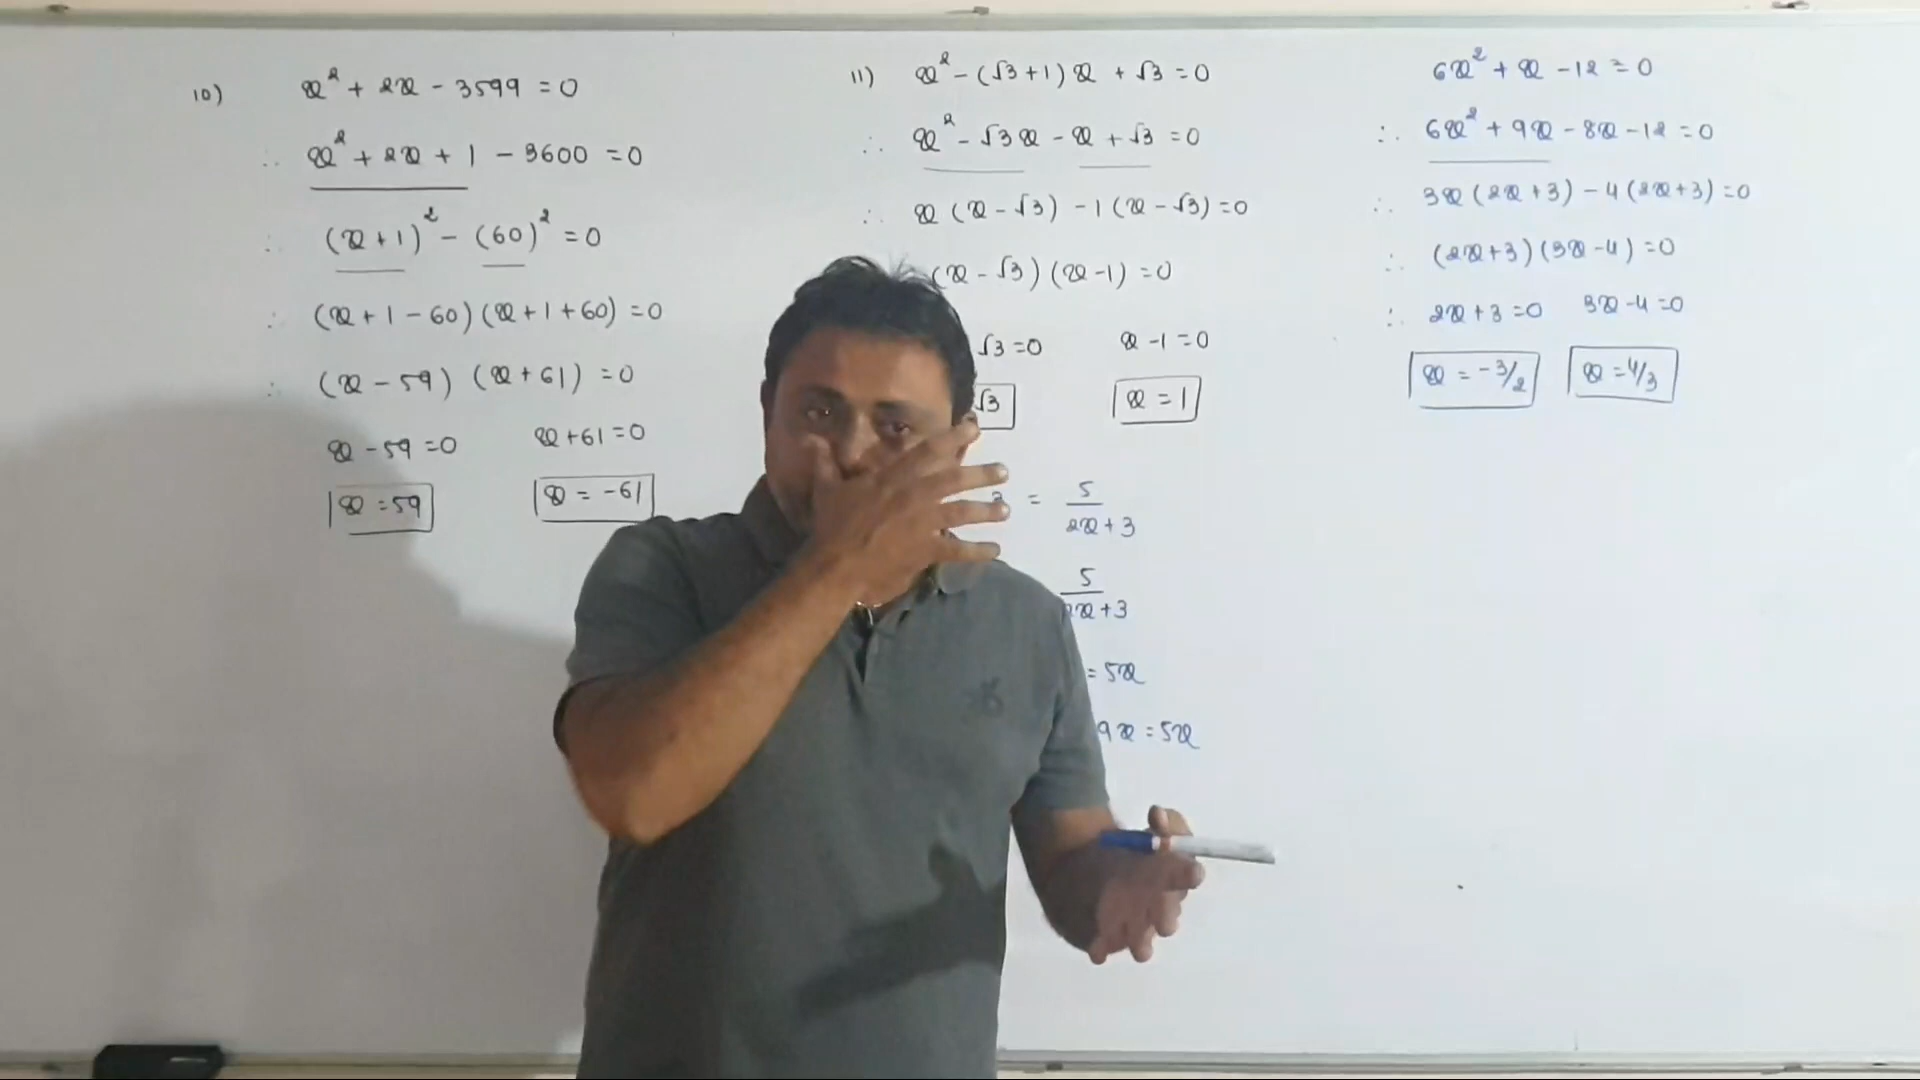 10) x² + 2x - 3599 = 0
∴ x² + 2x + 1 - 3600 = 0
∴ (x + 1)² - (60)² = 0
∴ (x + 1 - 60) (x + 1 + 60) = 0
∴ (x - 59) (x + 61) = 0
x - 59 = 0 x + 61 = 0
x = 59 x = -61
11) x² - (√3 + 1) x + √3 = 0
∴ x² - √3 x - x + √3 = 0
∴ x (x - √3) - 1 (x - √3) = 0
(x - √3) (x - 1) = 0
√3 = 0 x - 1 = 0
√3 x = 1
= 5/2x + 3
5/2x + 3
= 5x
9x = 5x
6x² + x - 12 = 0
∴ 6x² + 9x - 8x - 12 = 0
∴ 3x (2x + 3) - 4 (2x + 3) = 0
∴ (2x + 3) (3x - 4) = 0
∴ 2x + 3 = 0 3x - 4 = 0
x = -3/2 x = 4/3